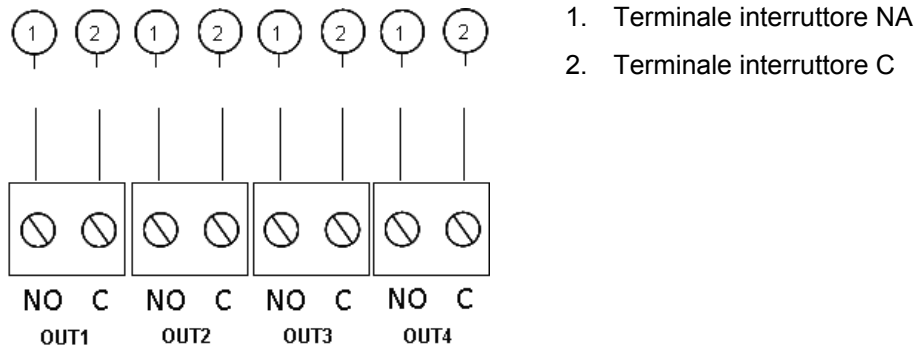 1 2 1 2 1 2 1 2
1. Terminale interruttore NA
2. Terminale interruttore C
NO C NO C NO C NO C
OUT1 OUT2 OUT3 OUT4